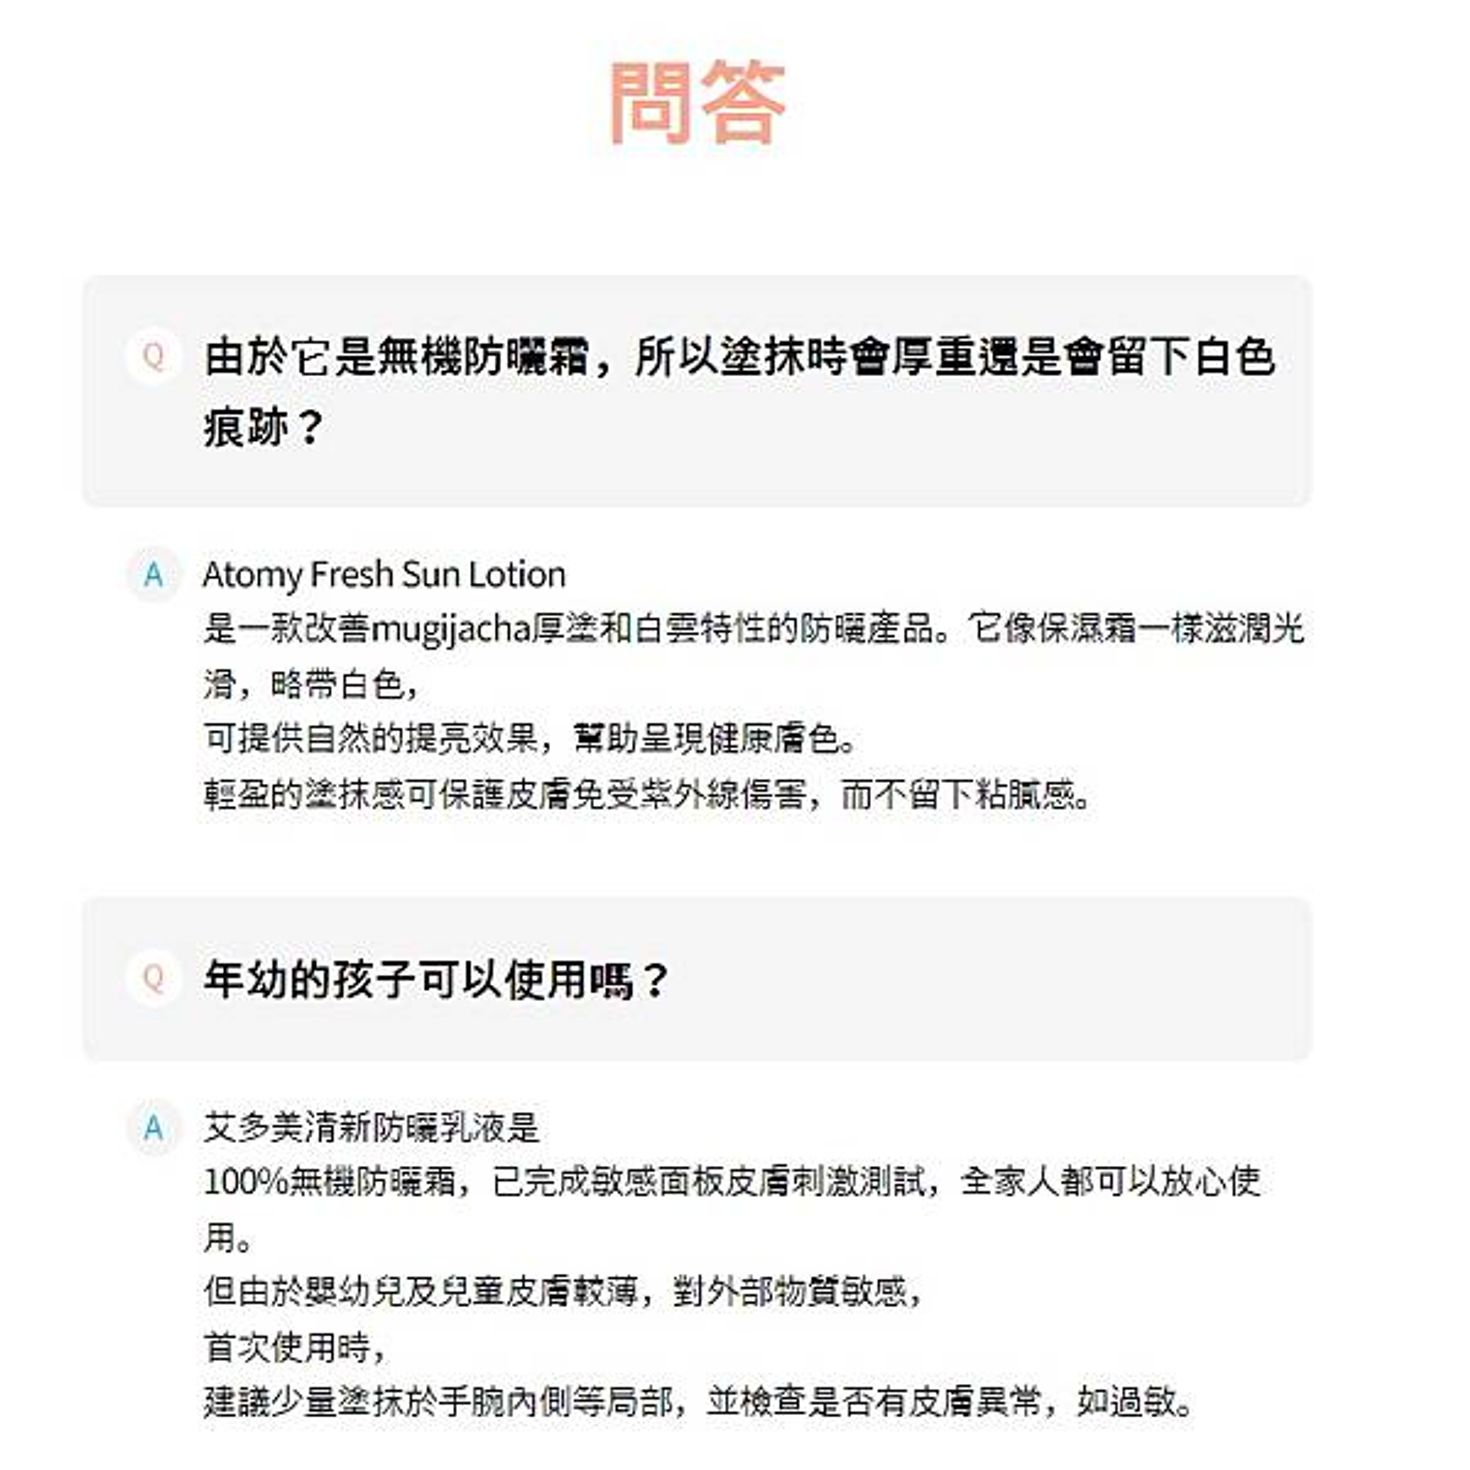 問答
Q 由於它是無機防曬霜，所以塗抹時會厚重還是會留下白色
痕跡？
A Atomy Fresh Sun Lotion
是一款改善mugijacha厚塗和白雲特性的防曬產品。它像保濕霜一樣滋潤光
滑，略帶白色，
可提供自然的提亮效果，幫助呈現健康膚色。
輕盈的塗抹感可保護皮膚免受紫外線傷害，而不留下粘膩感。
Q 年幼的孩子可以使用嗎？
A 艾多美清新防曬乳液是
100%無機防曬霜，已完成敏感面板皮膚刺激測試，全家人都可以放心使
用。
但由於嬰幼兒及兒童皮膚較薄，對外部物質敏感，
首次使用時，
建議少量塗抹於手腕內側等局部，並檢查是否有皮膚異常，如過敏。